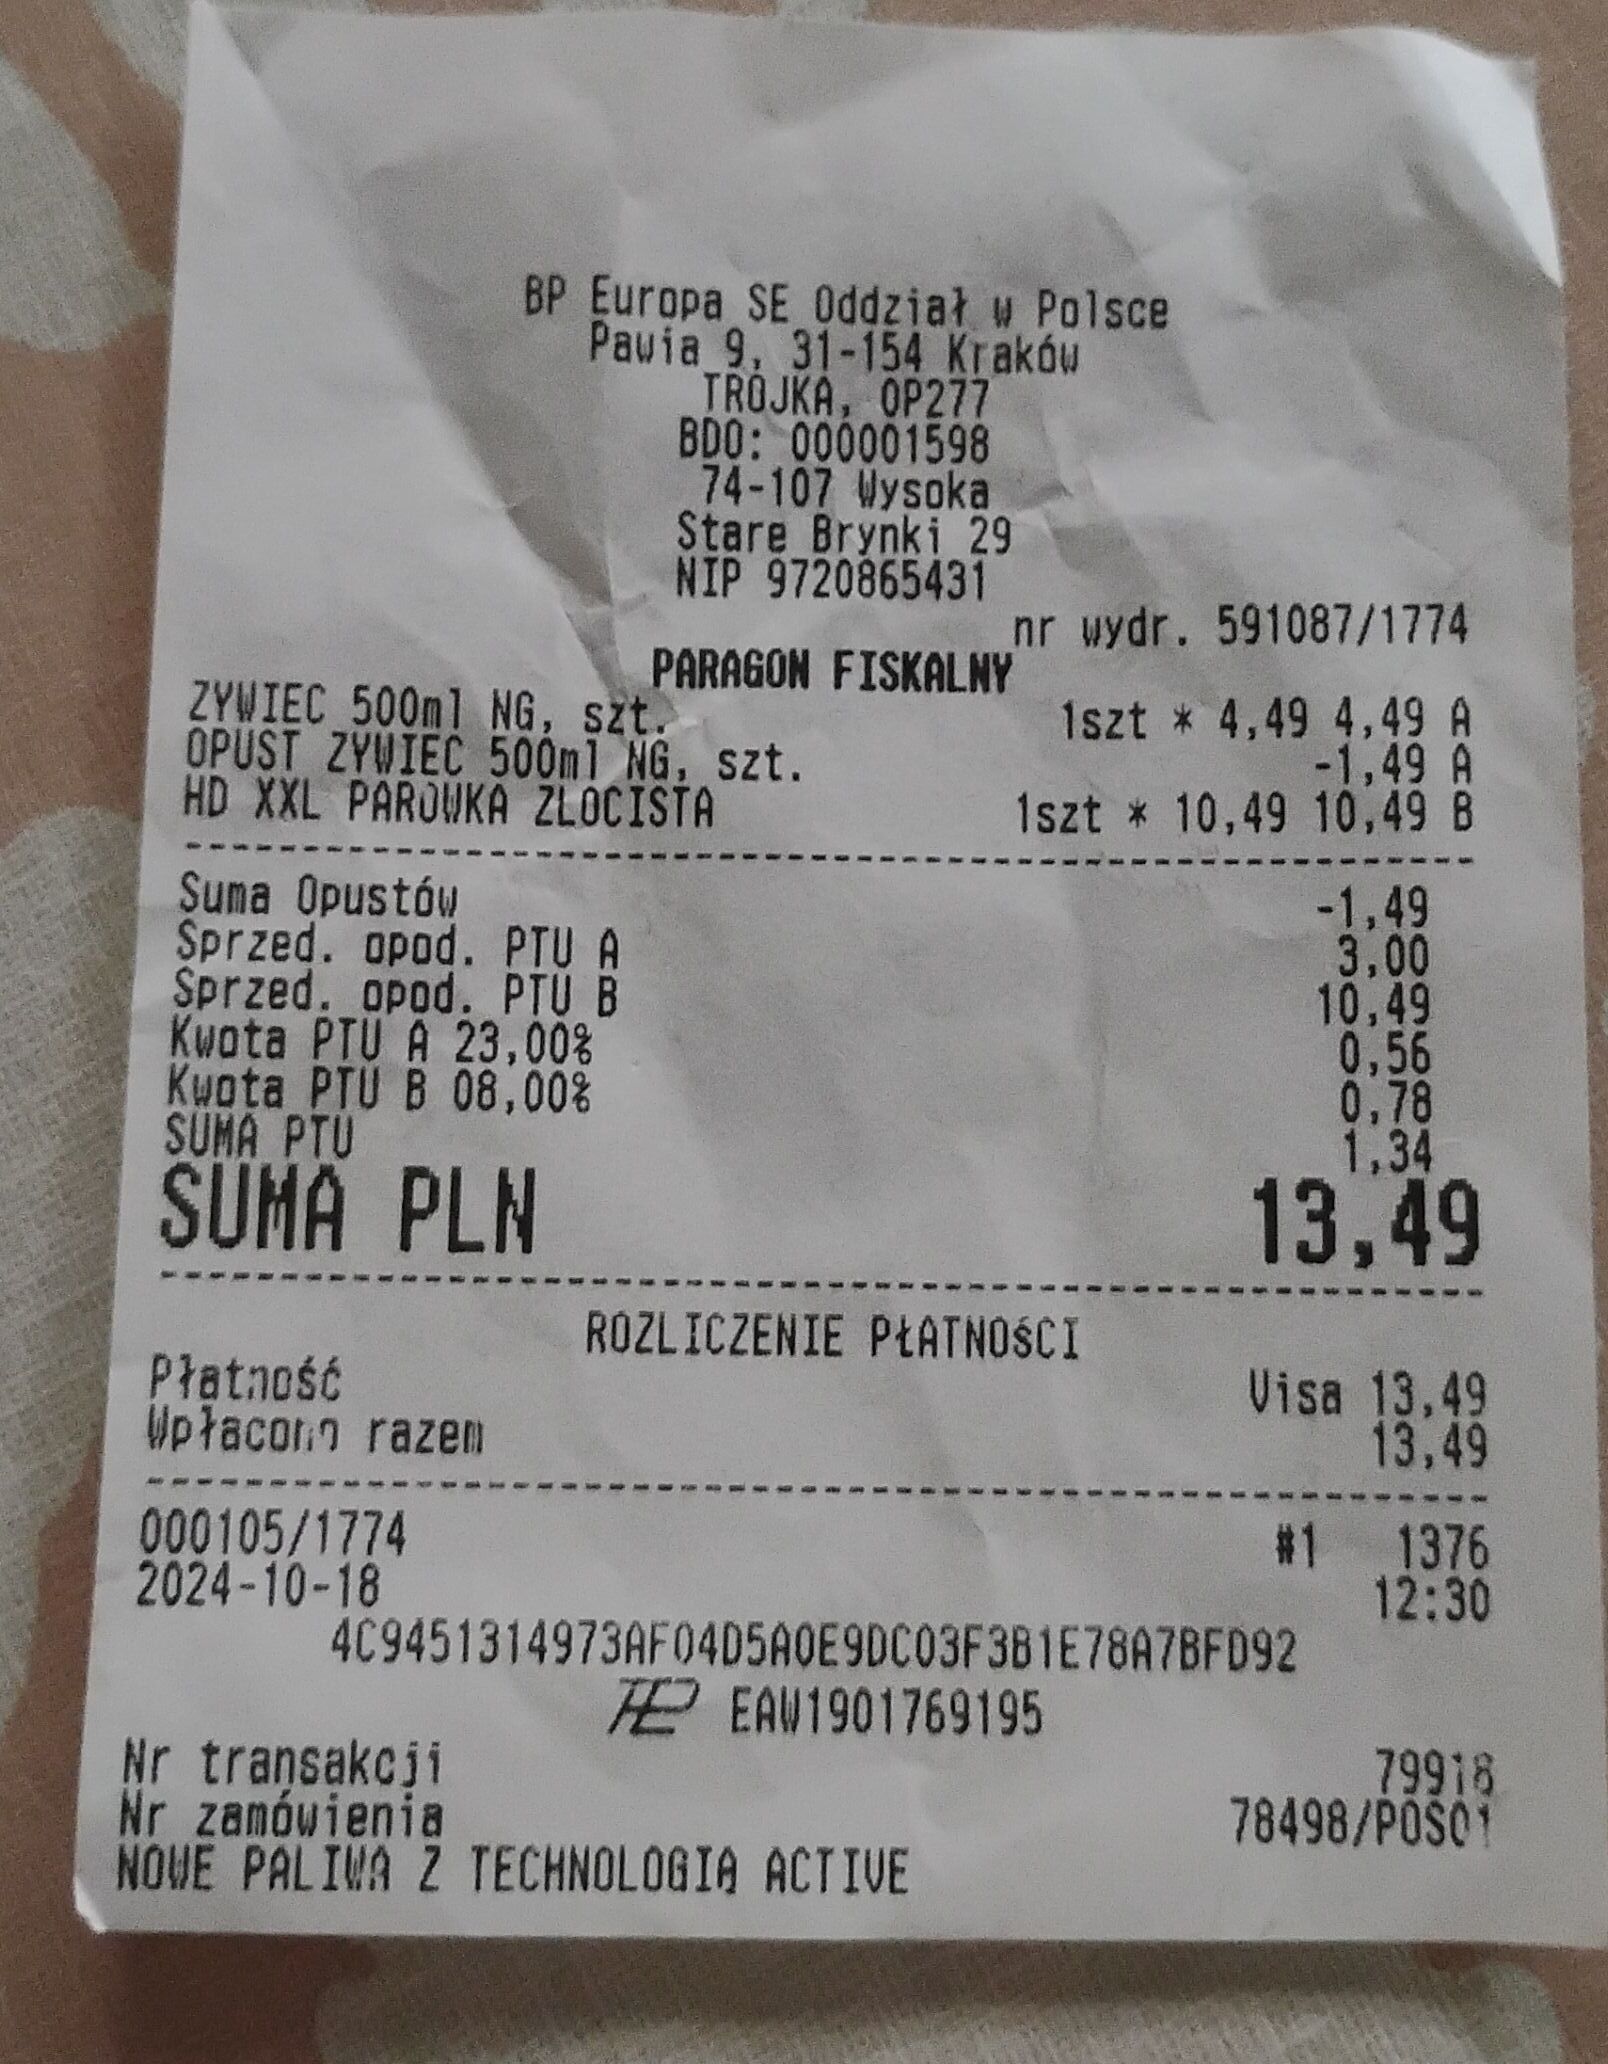 BP Europa SE Oddział w Polsce
Pawia 9, 31-154 Kraków
TRÓJKA, OP277
BDO: 000001598
74-107 Wysoka
Stare Brynki 29
NIP 9720865431
nr wydr. 591087/1774
PARAGON FISKALNY
ZYWIEC 500ml NG, szt. 1szt * 4,49 4,49 A
OPUST ZYWIEC 500ml NG, szt. -1,49 A
HD XXL PARÓWKA ZLOCISTA 1szt * 10,49 10,49 B
Suma Opustów -1,49
Sprzed. opod. PTU A 3,00
Sprzed. opod. PTU B 10,49
Kwota PTU A 23,00% 0,56
Kwota PTU B 08,00% 0,78
SUMA PTU 1,34
SUMA PLN 13,49
ROZLICZENIE PŁATNOŚCI
Płatność Visa 13,49
Wpłacono razem 13,49
000105/1774 #1 1376
2024-10-18 12:30
4C9451314973AF04D5A0E9DC03F3B1E78A7BFD92
PL EAW1901769195
Nr transakcji 79918
Nr zamówienia 78498/POS01
NOWE PALIWA Z TECHNOLOGIĄ ACTIVE